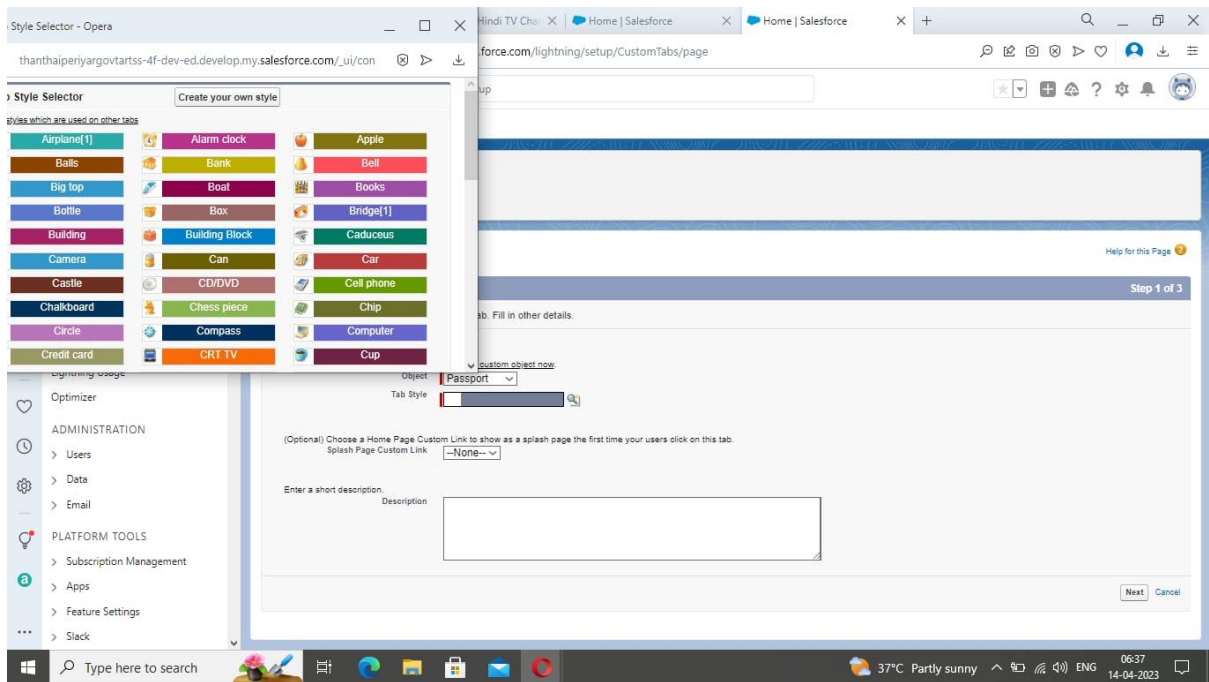 Style Selector - Opera
Hindi TV Cha
Home | Salesforce
Home | Salesforce
thanthaiperiyargovtartss-4f-dev-ed.develop.my.salesforce.com/_ui/con
.force.com/lightning/setup/CustomTabs/page
Style Selector
Create your own style
up
styles which are used on other tabs
Airplane[1] Alarm clock Apple
Balls Bank Bell
Big top Boat Books
Bottle Box Bridge[1]
Building Building Block Caduceus
Camera Can Car
Castle CD/DVD Cell phone
Chalkboard Chess piece Chip
Circle Compass Computer
Credit card CRT TV Cup
Help for this Page
Step 1 of 3
ab. Fill in other details.
custom object now.
Object Passport
Tab Style
(Optional) Choose a Home Page Custom Link to show as a splash page the first time your users click on this tab.
Splash Page Custom Link --None--
Enter a short description.
Description
Next Cancel
Lightning Usage
Optimizer
ADMINISTRATION
> Users
> Data
> Email
PLATFORM TOOLS
> Subscription Management
> Apps
> Feature Settings
> Slack
a
Type here to search
37°C Partly sunny
ENG
06:37
14-04-2023